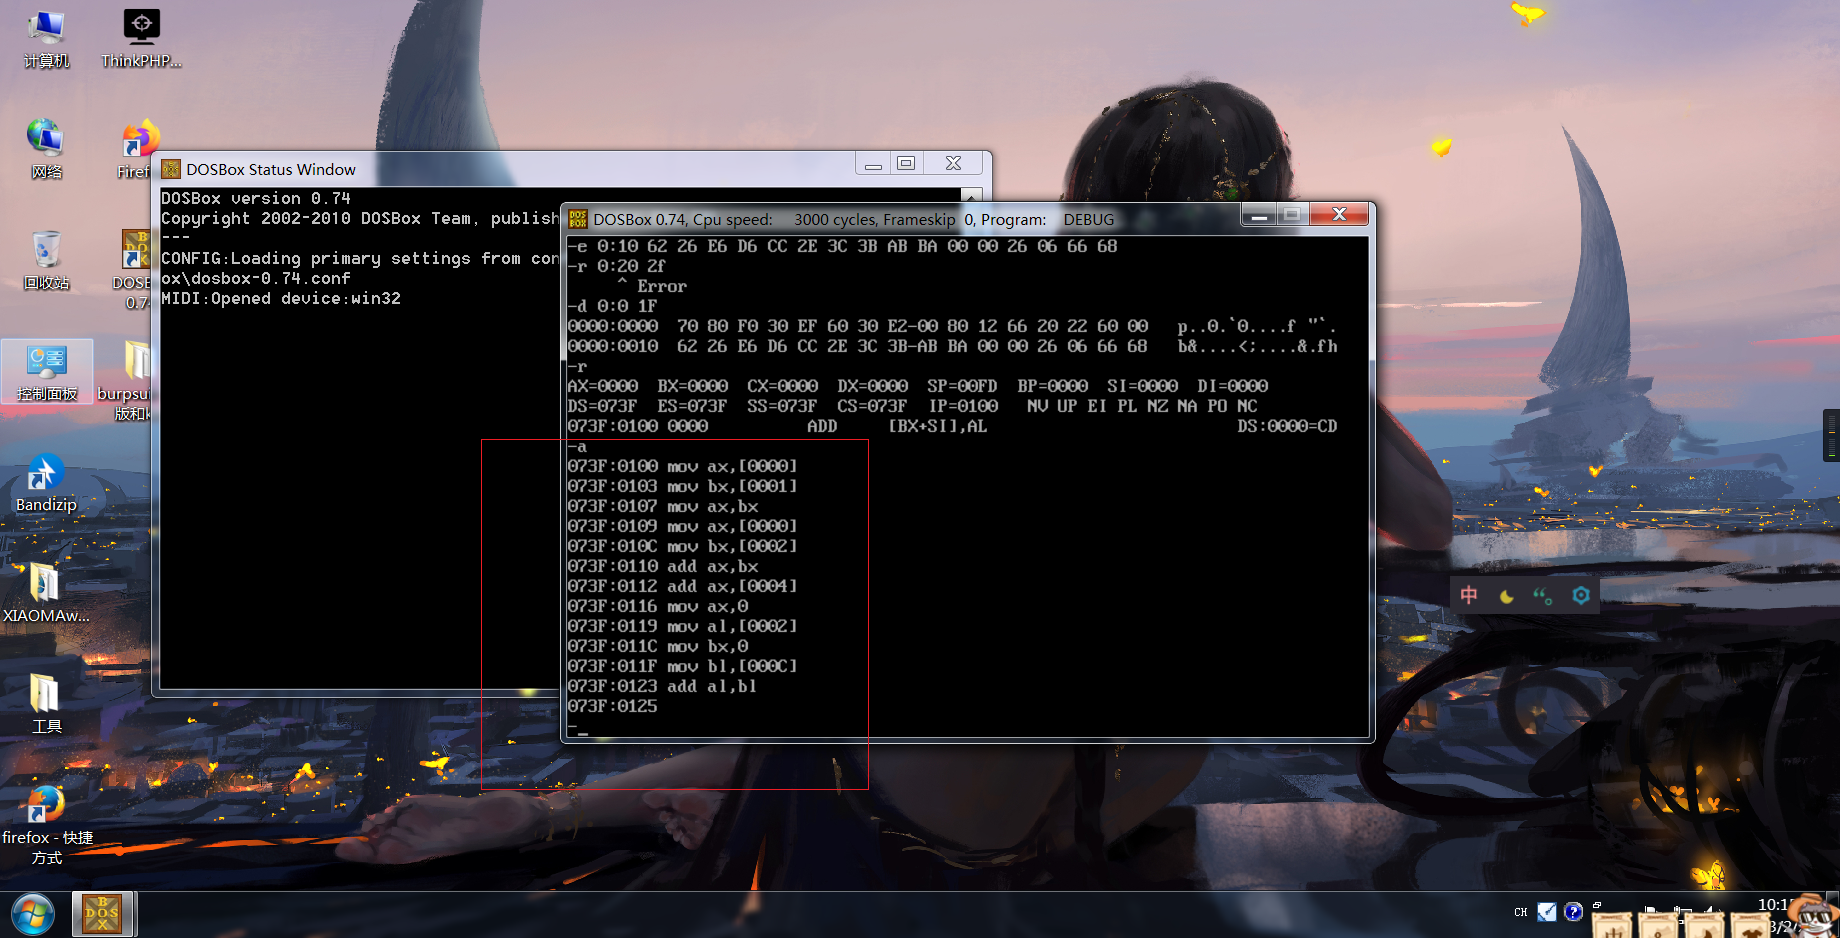 计算机
ThinkPHP...
网络
Firef
回收站
DOSB
0.7
控制面板
burpsu
版和k
Bandizip
XIAOMAw...
工具
firefox - 快捷
方式
DOSBox Status Window
DOSBox version 0.74
Copyright 2002-2010 DOSBox Team, publish
---
CONFIG:Loading primary settings from con
ox\dosbox-0.74.conf
MIDI:Opened device:win32
DOSBox 0.74, Cpu speed: 3000 cycles, Frameskip 0, Program: DEBUG
-e 0:10 62 26 E6 D6 CC 2E 3C 3B AB BA 00 00 26 06 66 68
-r 0:20 2f
^ Error
-d 0:0 1F
0000:0000 70 80 F0 30 EF 60 30 E2-00 80 12 66 20 22 60 00 p..0.`0....f "`.
0000:0010 62 26 E6 D6 CC 2E 3C 3B-AB BA 00 00 26 06 66 68 b&....<;....&.fh
-r
AX=0000 BX=0000 CX=0000 DX=0000 SP=00FD BP=0000 SI=0000 DI=0000
DS=073F ES=073F SS=073F CS=073F IP=0100 NV UP EI PL NZ NA PO NC
073F:0100 0000 ADD [BX+SI],AL DS:0000=CD
-a
073F:0100 mov ax,[0000]
073F:0103 mov bx,[0001]
073F:0107 mov ax,bx
073F:0109 mov ax,[0000]
073F:010C mov bx,[0002]
073F:0110 add ax,bx
073F:0112 add ax,[0004]
073F:0116 mov ax,0
073F:0119 mov al,[0002]
073F:011C mov bx,0
073F:011F mov bl,[000C]
073F:0123 add al,bl
073F:0125
-_
中
CH